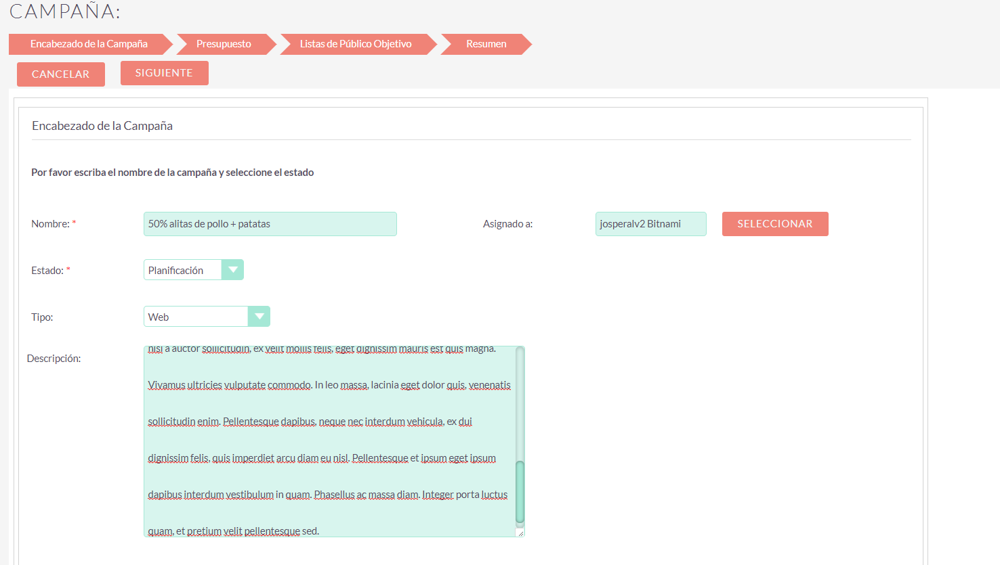 CAMPAÑA:
Encabezado de la Campaña
Presupuesto
Listas de Público Objetivo
Resumen
CANCELAR
SIGUIENTE
Encabezado de la Campaña
Por favor escriba el nombre de la campaña y seleccione el estado
Nombre: *
50% alitas de pollo + patatas
Asignado a:
josperalv2 Bitnami
SELECCIONAR
Estado: *
Planificación
Tipo:
Web
Descripción:
nisl a auctor sollicitudin, ex velit mollis felis, eget dignissim mauris est quis magna.
Vivamus ultricies vulputate commodo. In leo massa, lacinia eget dolor quis, venenatis
sollicitudin enim. Pellentesque dapibus, neque nec interdum vehicula, ex dui
dignissim felis, quis imperdiet arcu diam eu nisl. Pellentesque et ipsum eget ipsum
dapibus interdum vestibulum in quam. Phasellus ac massa diam. Integer porta luctus
quam, et pretium velit pellentesque sed.